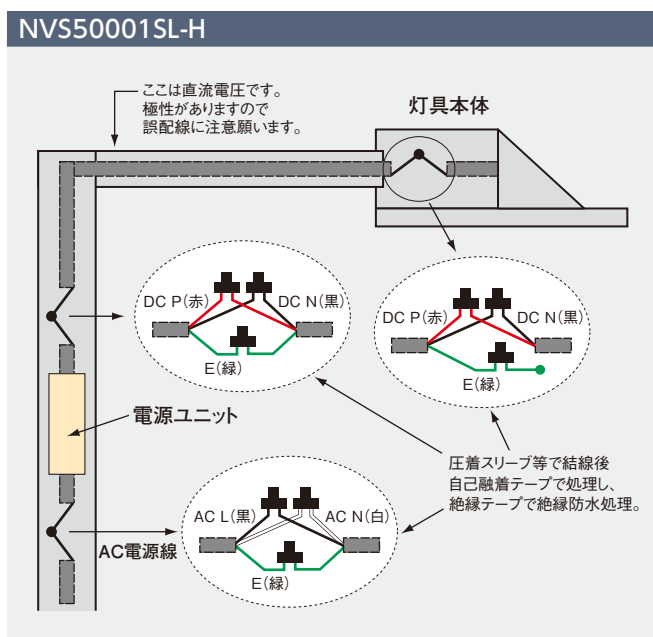 NVS50001SL-H
ここは直流電圧です。
極性がありますので
誤配線に注意願います。
灯具本体
DC P(赤)
DC N(黒)
E(緑)
DC P(赤)
DC N(黒)
E(緑)
電源ユニット
圧着スリーブ等で結線後
自己融着テープで処理し、
絶縁テープで絶縁防水処理。
AC L(黒)
AC N(白)
AC電源線
E(緑)